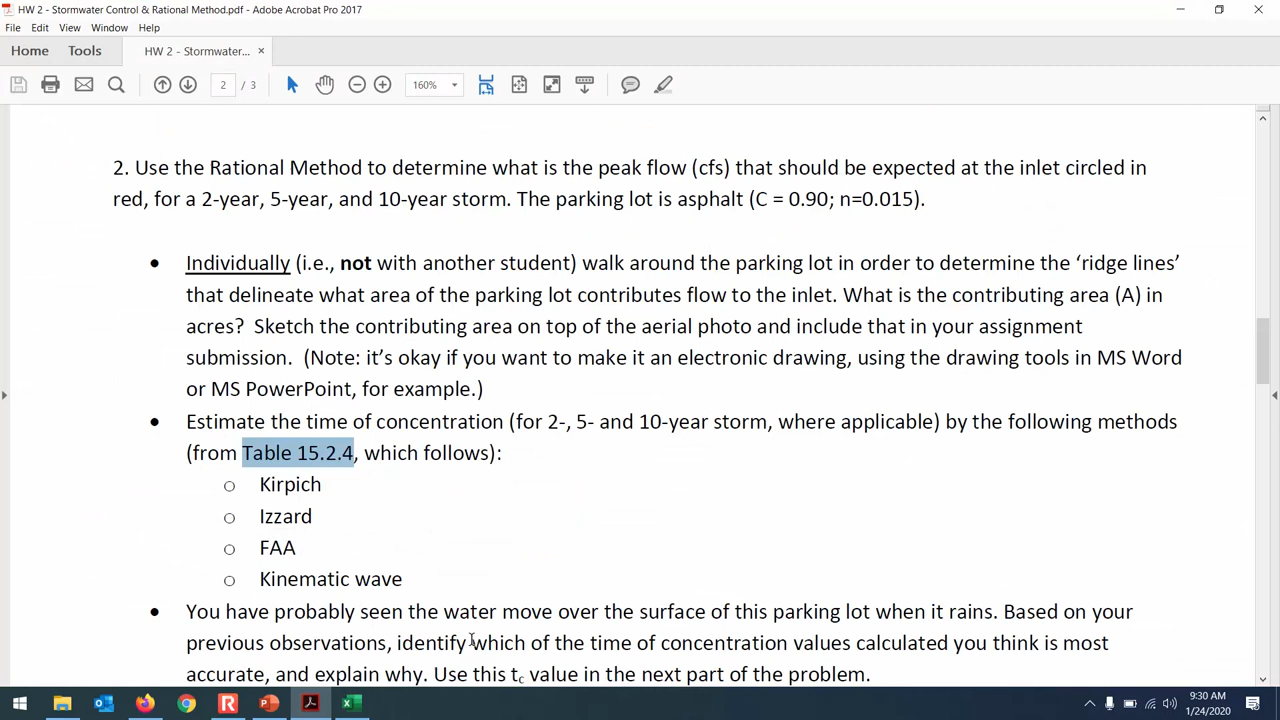 HW 2 - Stormwater Control & Rational Method.pdf - Adobe Acrobat Pro 2017
File Edit View Window Help
Home Tools HW 2 - Stormwater... ×
2 / 3 160%
2. Use the Rational Method to determine what is the peak flow (cfs) that should be expected at the inlet circled in
red, for a 2-year, 5-year, and 10-year storm. The parking lot is asphalt (C = 0.90; n=0.015).
• Individually (i.e., not with another student) walk around the parking lot in order to determine the ‘ridge lines’
that delineate what area of the parking lot contributes flow to the inlet. What is the contributing area (A) in
acres? Sketch the contributing area on top of the aerial photo and include that in your assignment
submission. (Note: it’s okay if you want to make it an electronic drawing, using the drawing tools in MS Word
or MS PowerPoint, for example.)
• Estimate the time of concentration (for 2-, 5- and 10-year storm, where applicable) by the following methods
(from Table 15.2.4, which follows):
o Kirpich
o Izzard
o FAA
o Kinematic wave
• You have probably seen the water move over the surface of this parking lot when it rains. Based on your
previous observations, identify which of the time of concentration values calculated you think is most
accurate, and explain why. Use this tc value in the next part of the problem.
9:30 AM
1/24/2020